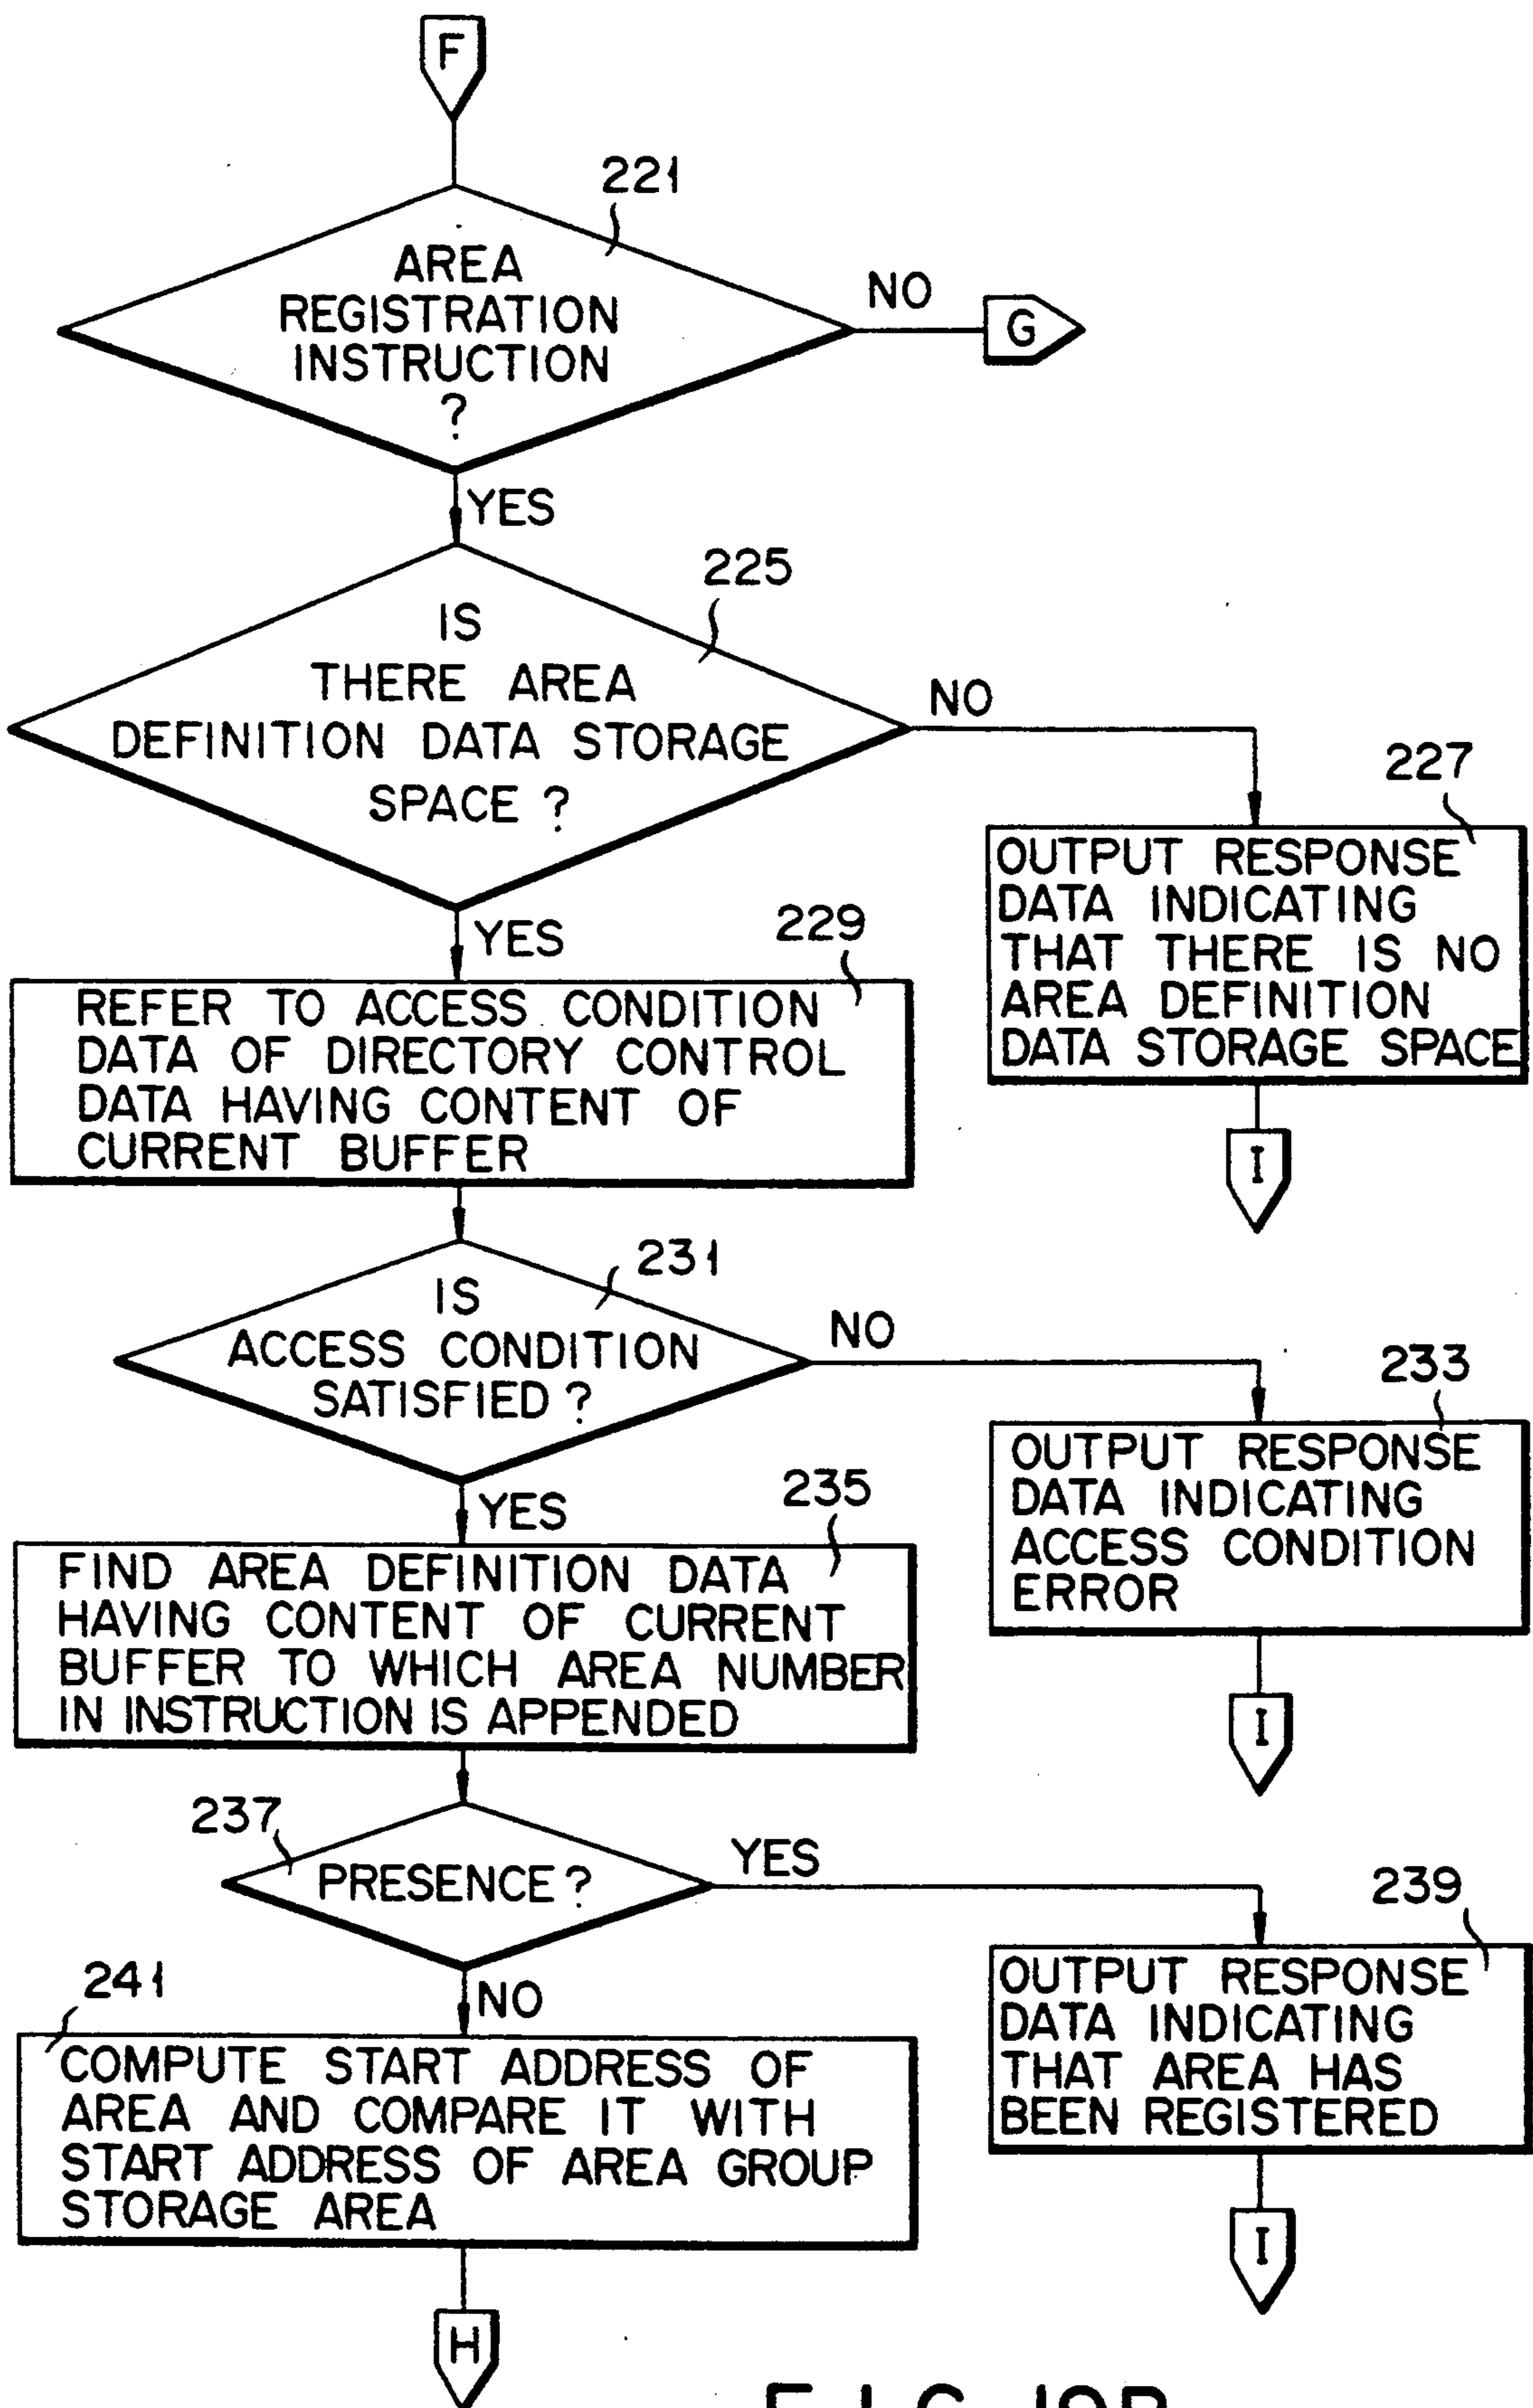 F
221
AREA
REGISTRATION
INSTRUCTION
?
NO
G
YES
225
IS
THERE AREA
DEFINITION DATA STORAGE
SPACE ?
NO
227
OUTPUT RESPONSE
DATA INDICATING
THAT THERE IS NO
AREA DEFINITION
DATA STORAGE SPACE
I
YES
229
REFER TO ACCESS CONDITION
DATA OF DIRECTORY CONTROL
DATA HAVING CONTENT OF
CURRENT BUFFER
231
IS
ACCESS CONDITION
SATISFIED ?
NO
233
OUTPUT RESPONSE
DATA INDICATING
ACCESS CONDITION
ERROR
I
YES
235
FIND AREA DEFINITION DATA
HAVING CONTENT OF CURRENT
BUFFER TO WHICH AREA NUMBER
IN INSTRUCTION IS APPENDED
237
PRESENCE ?
YES
239
OUTPUT RESPONSE
DATA INDICATING
THAT AREA HAS
BEEN REGISTERED
I
NO
241
COMPUTE START ADDRESS OF
AREA AND COMPARE IT WITH
START ADDRESS OF AREA GROUP
STORAGE AREA
H